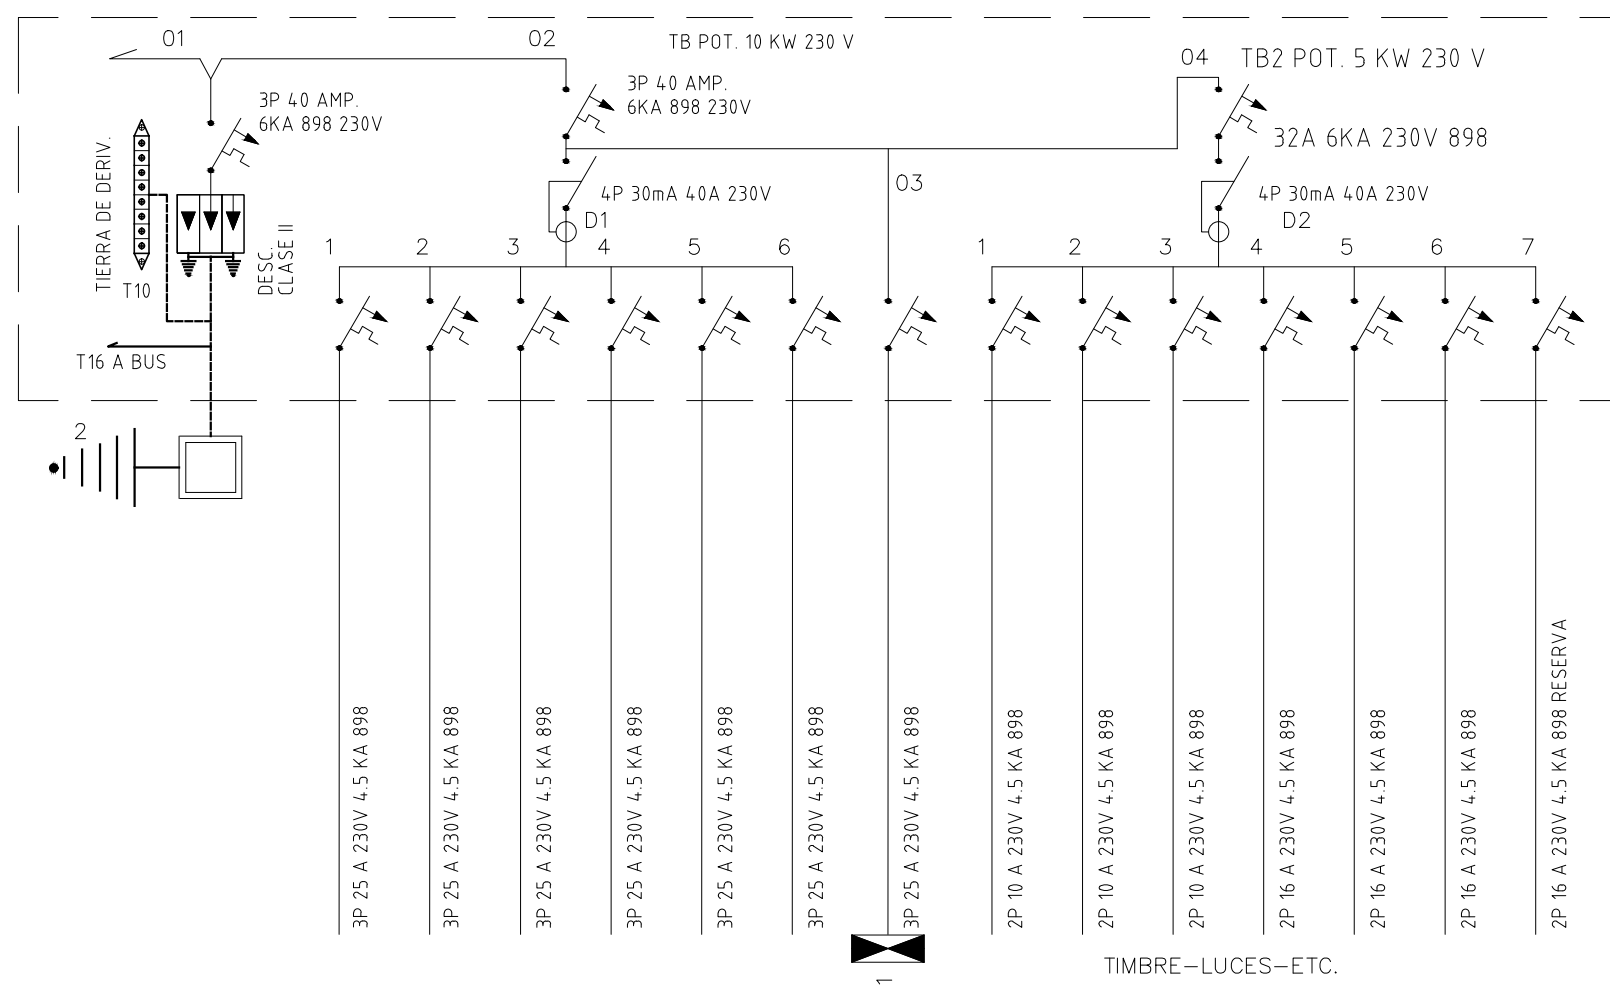 01
02
TB POT. 10 KW 230 V
04
TB2 POT. 5 KW 230 V
3P 40 AMP.
6KA 898 230V
3P 40 AMP.
6KA 898 230V
32A 6KA 230V 898
TIERRA DE DERIV.
T10
DESC.
CLASE II
4P 30mA 40A 230V
D1
03
4P 30mA 40A 230V
D2
1
2
3
4
5
6
1
2
3
4
5
6
7
T16 A BUS
2
3P 25 A 230V 4.5 KA 898
3P 25 A 230V 4.5 KA 898
3P 25 A 230V 4.5 KA 898
3P 25 A 230V 4.5 KA 898
3P 25 A 230V 4.5 KA 898
3P 25 A 230V 4.5 KA 898
3P 25 A 230V 4.5 KA 898
2P 10 A 230V 4.5 KA 898
2P 10 A 230V 4.5 KA 898
2P 10 A 230V 4.5 KA 898
2P 16 A 230V 4.5 KA 898
2P 16 A 230V 4.5 KA 898
2P 16 A 230V 4.5 KA 898
2P 16 A 230V 4.5 KA 898 RESERVA
1
TIMBRE-LUCES-ETC.